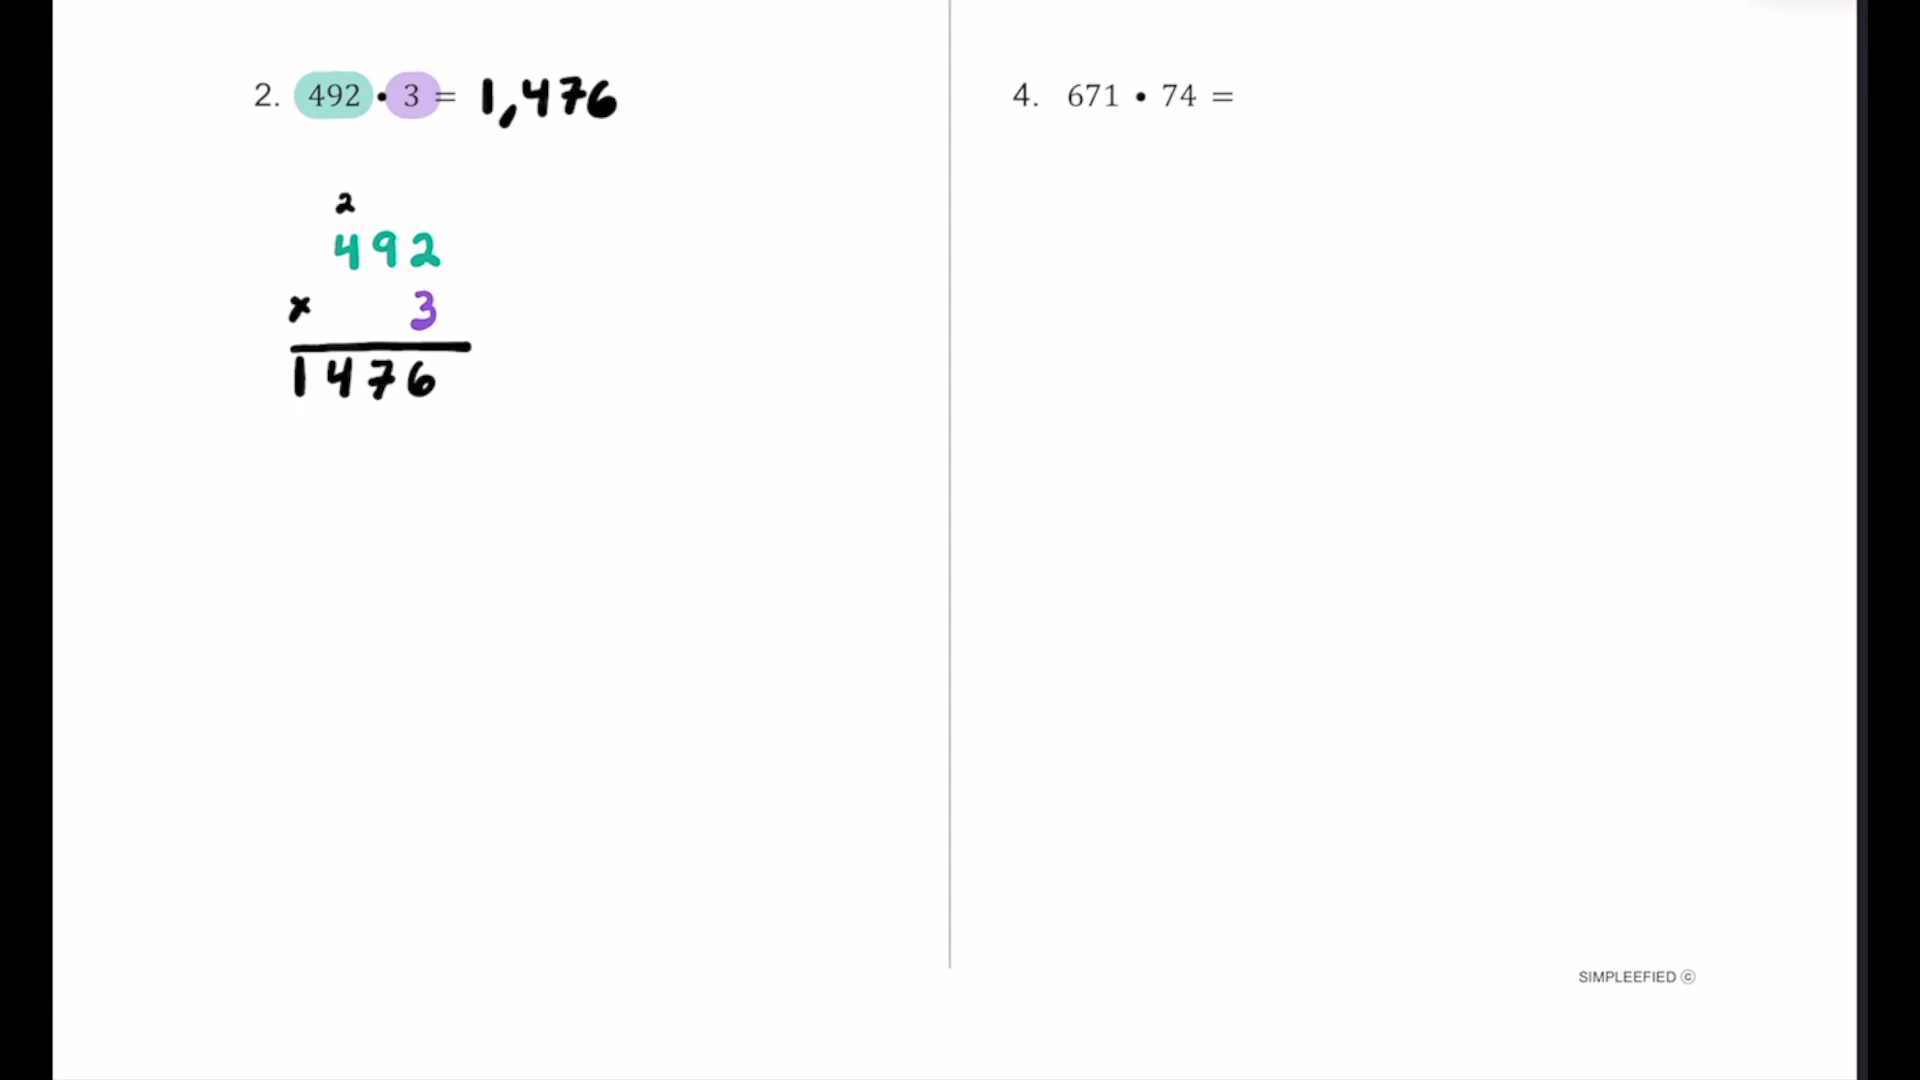 2. 492 • 3 = 1,476
2
492
x 3
1476
4. 671 • 74 =
SIMPLEEFIED ©